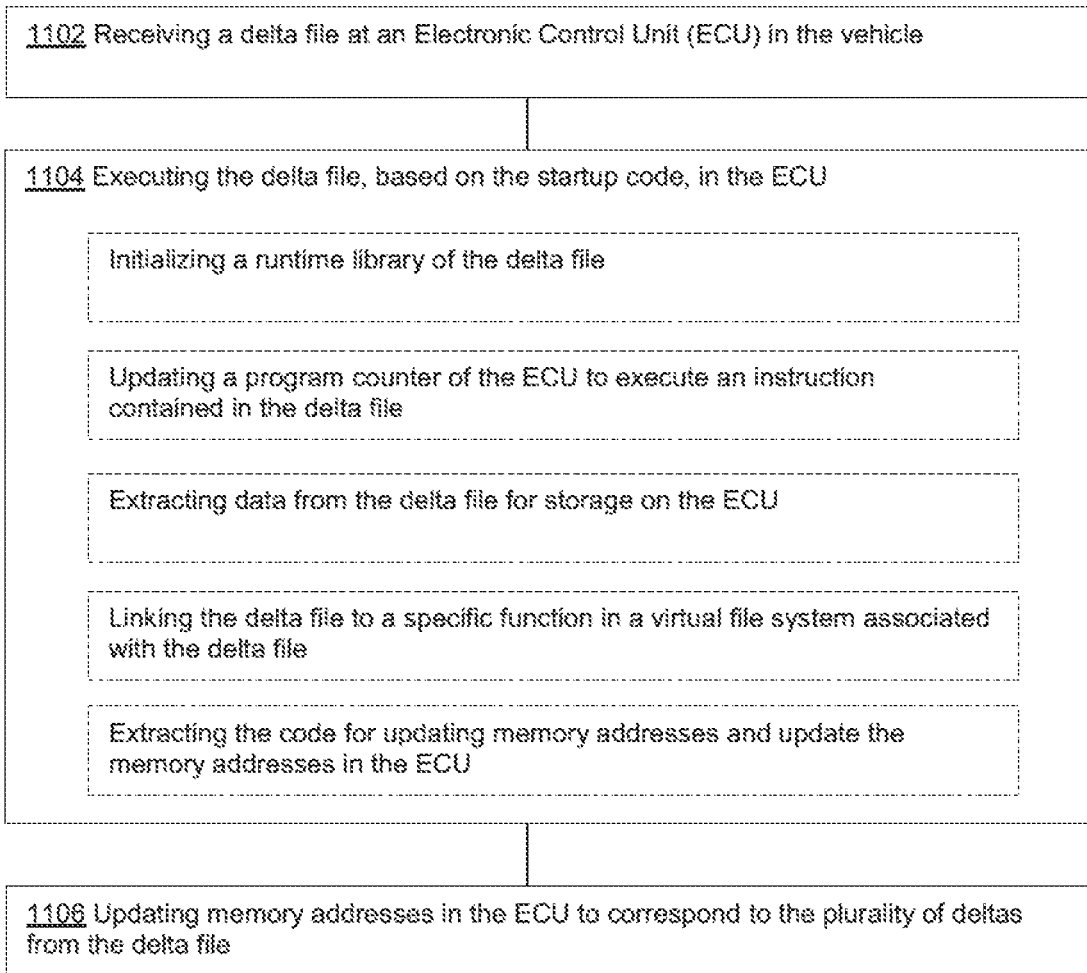 1102 Receiving a delta file at an Electronic Control Unit (ECU) in the vehicle
1104 Executing the delta file, based on the startup code, in the ECU
Initializing a runtime library of the delta file
Updating a program counter of the ECU to execute an instruction
contained in the delta file
Extracting data from the delta file for storage on the ECU
Linking the delta file to a specific function in a virtual file system associated
with the delta file
Extracting the code for updating memory addresses and update the
memory addresses in the ECU
1106 Updating memory addresses in the ECU to correspond to the plurality of deltas
from the delta file